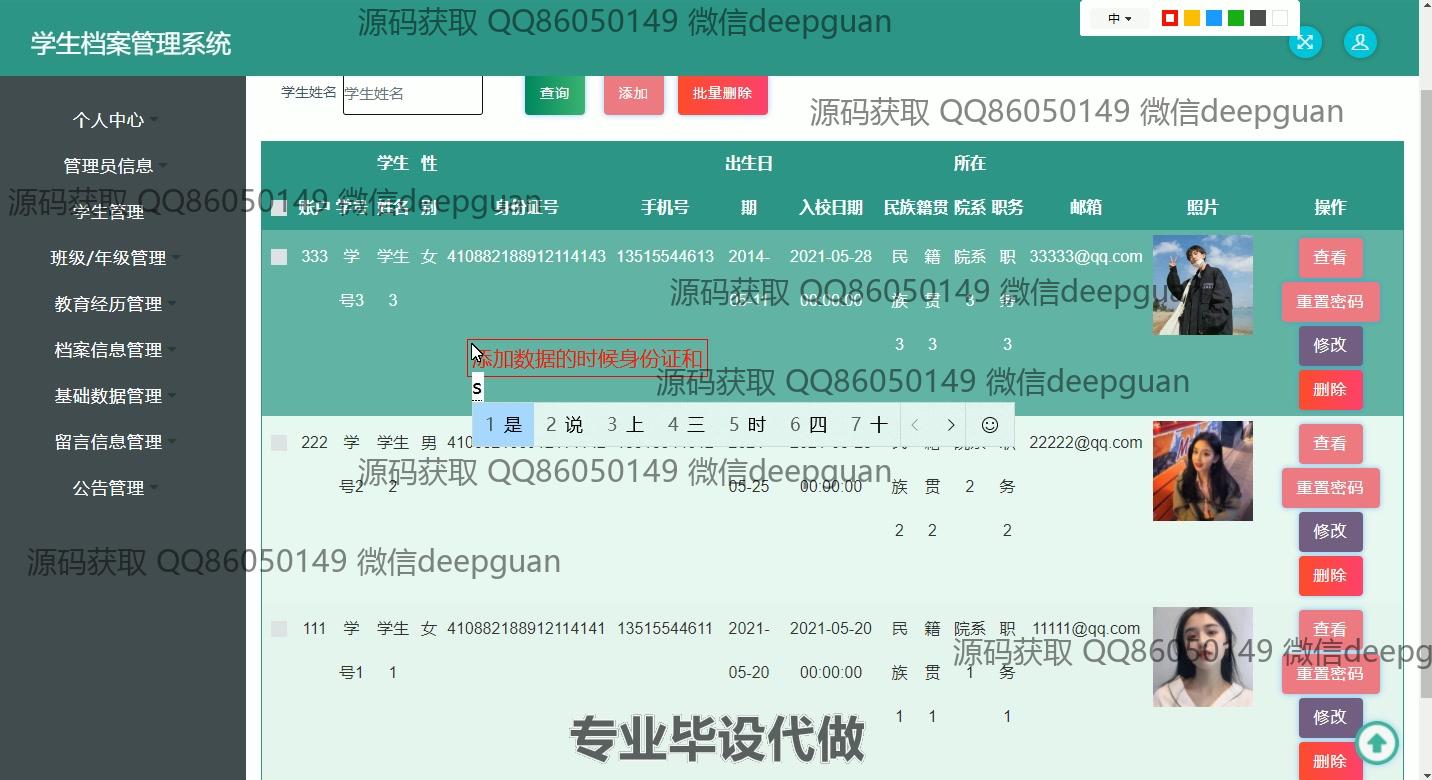 源码获取 QQ86050149 微信deepguan
中
学生档案管理系统
学生姓名 学生姓名 查询 添加 批量删除
源码获取 QQ86050149 微信deepguan
个人中心
管理员信息
学生管理
班级/年级管理
教育经历管理
档案信息管理
基础数据管理
留言信息管理
公告管理
源码获取 QQ86050149 微信deepguan
学生 性 出生日 所在
账户 学号 姓名 别 身份证号 手机号 期 入校日期 民族 籍贯 院系 职务 邮箱 照片 操作
333 学 学生 女 410882188912114143 13515544613 2014- 2021-05-28 民 籍 院系 职 33333@qq.com 查看
号3 3 05-11 00:00:00 族 贯 3 务 重置密码
源码获取 QQ86050149 微信deepguan
3 3 3 修改
添加数据的时候身份证和
源码获取 QQ86050149 微信deepguan
s
删除
1 是 2 说 3 上 4 三 5 时 6 四 7 十
222 学 学生 男 民 籍 院系 职 22222@qq.com 查看
号2 2 05-25 00:00:00 族 贯 2 务 重置密码
源码获取 QQ86050149 微信deepguan
2 2 2 修改
删除
源码获取 QQ86050149 微信deepguan
111 学 学生 女 410882188912114141 13515544611 2021- 2021-05-20 民 籍 院系 职 11111@qq.com 查看
号1 1 05-20 00:00:00 族 贯 1 务 重置密码
源码获取 QQ86050149 微信deepg
1 1 1 修改
删除
专业毕设代做